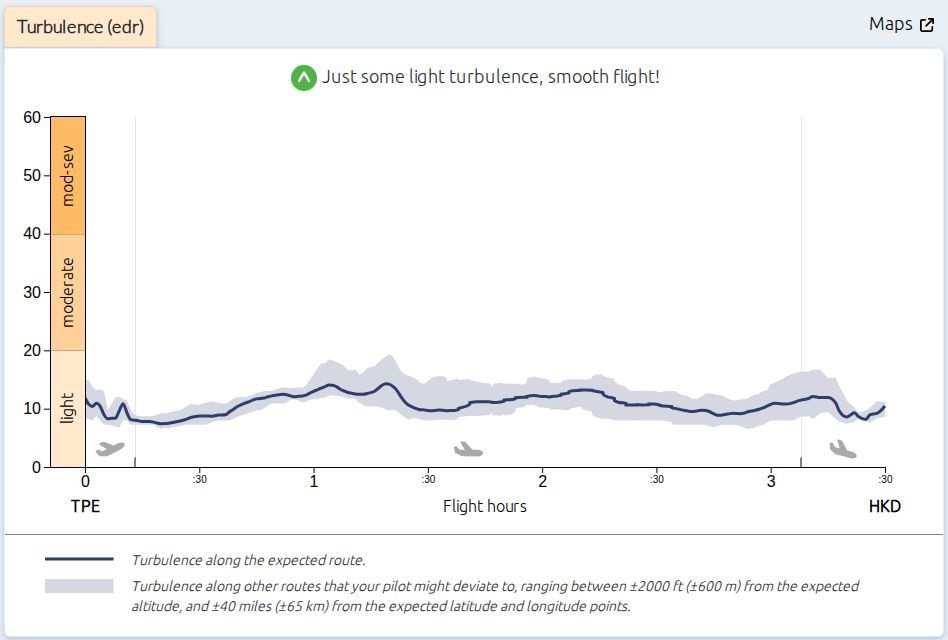 Turbulence (edr)
Maps
Just some light turbulence, smooth flight!
60
50
40
30
20
10
0
mod-sev
moderate
light
0 :30 1 :30 2 :30 3 :30
TPE Flight hours HKD
Turbulence along the expected route.
Turbulence along other routes that your pilot might deviate to, ranging between ±2000 ft (±600 m) from the expected
altitude, and ±40 miles (±65 km) from the expected latitude and longitude points.